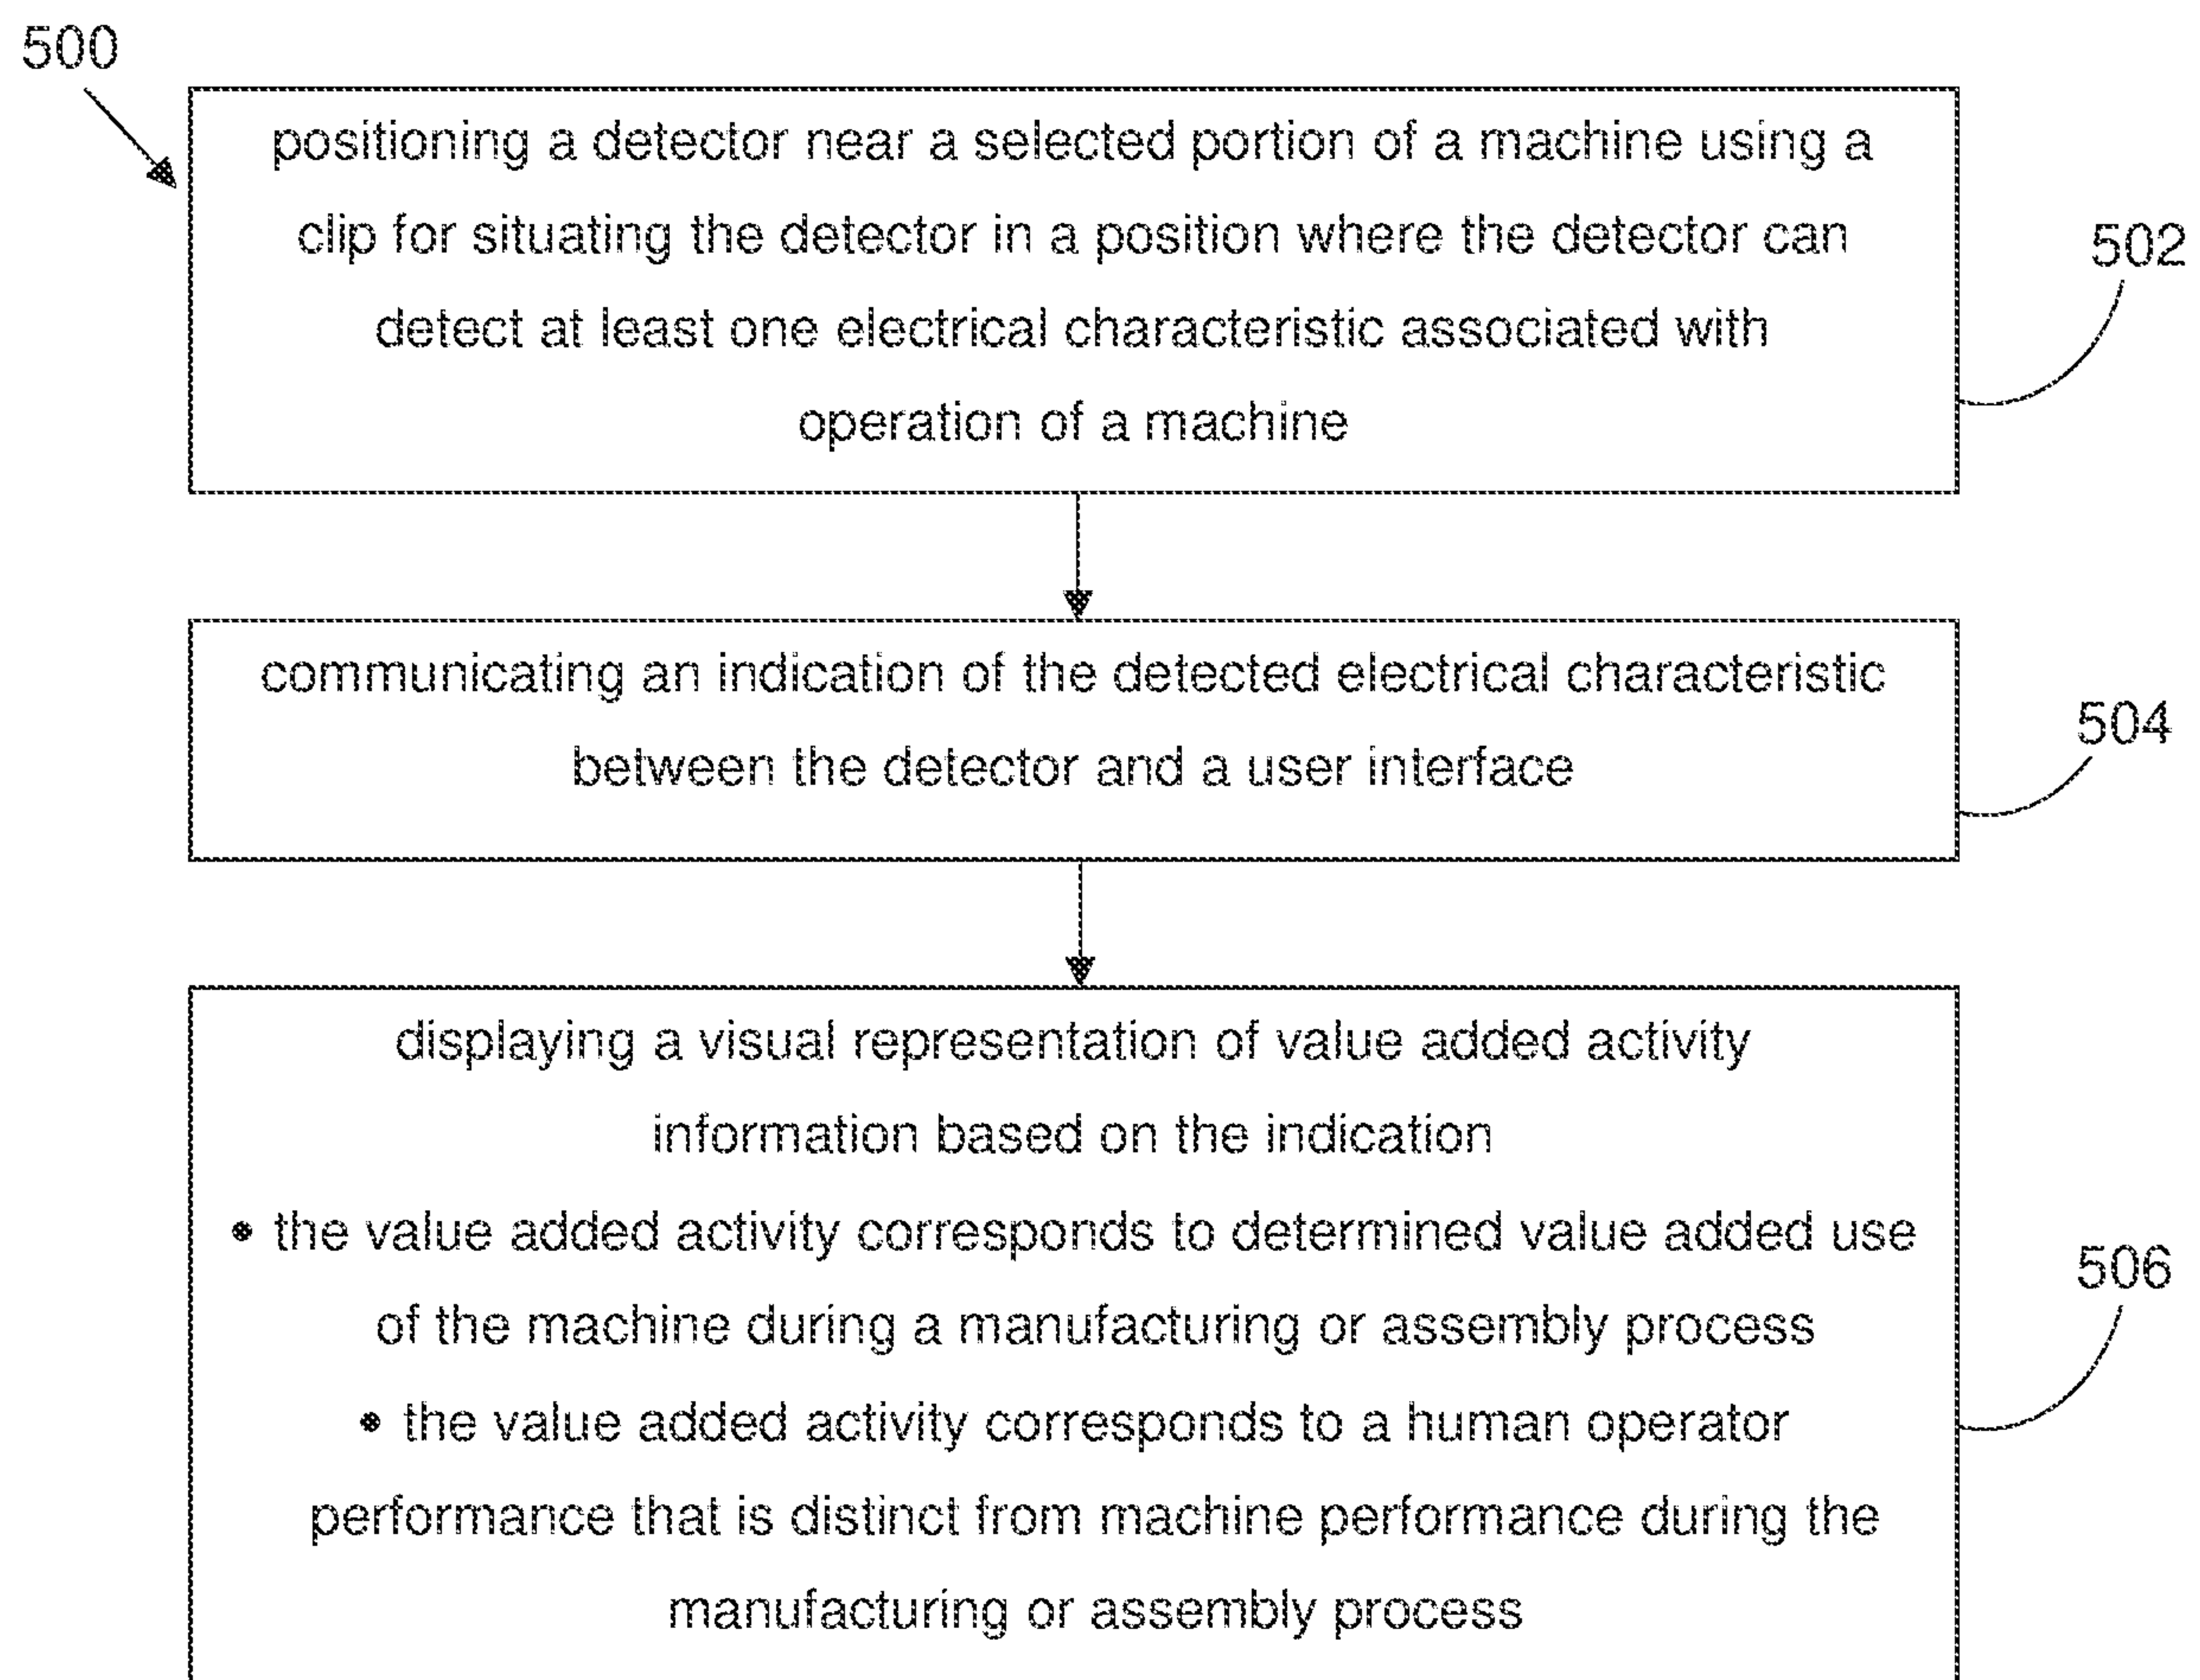 500
positioning a detector near a selected portion of a machine using a
clip for situating the detector in a position where the detector can
detect at least one electrical characteristic associated with
operation of a machine
502
communicating an indication of the detected electrical characteristic
between the detector and a user interface
504
displaying a visual representation of value added activity
information based on the indication
• the value added activity corresponds to determined value added use
of the machine during a manufacturing or assembly process
• the value added activity corresponds to a human operator
performance that is distinct from machine performance during the
manufacturing or assembly process
506